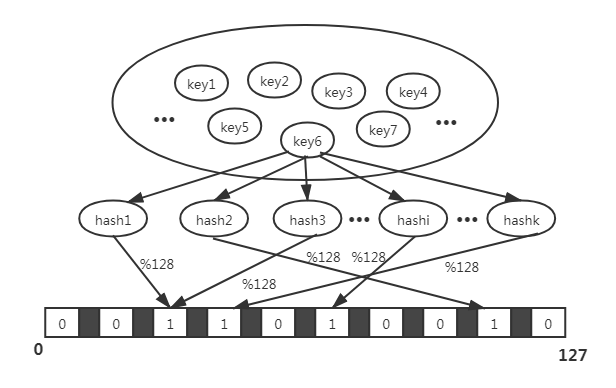 key1 key2 key3 key4
... key5 key6 key7 ...
hash1 hash2 hash3 ... hashi ... hashk
%128 %128 %128 %128 %128
0 0 1 1 0 1 0 0 1 0
0 127